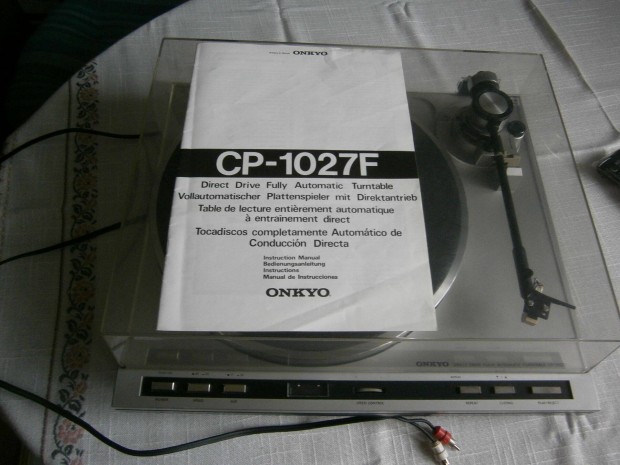 ONKYO
CP-1027F
Direct Drive Fully Automatic Turntable
Vollautomatischer Plattenspieler mit Direktantrieb
Table de lecture entièrement automatique
à entraînement direct
Tocadiscos completamente Automático de
Conducción Directa
Instruction Manual
Bedienungsanleitung
Instructions
Manual de Instrucciones
ONKYO
ONKYO